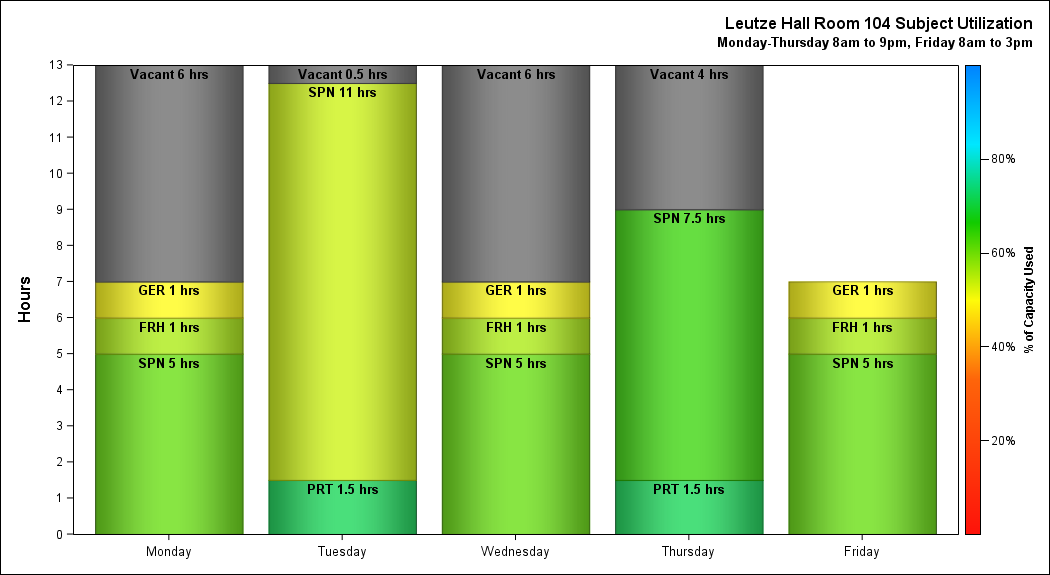 Leutze Hall Room 104 Subject Utilization
Monday-Thursday 8am to 9pm, Friday 8am to 3pm
Hours
13
12
11
10
9
8
7
6
5
4
3
2
1
0
Vacant 6 hrs
GER 1 hrs
FRH 1 hrs
SPN 5 hrs
Vacant 0.5 hrs
SPN 11 hrs
PRT 1.5 hrs
Vacant 6 hrs
GER 1 hrs
FRH 1 hrs
SPN 5 hrs
Vacant 4 hrs
SPN 7.5 hrs
PRT 1.5 hrs
GER 1 hrs
FRH 1 hrs
SPN 5 hrs
Monday
Tuesday
Wednesday
Thursday
Friday
80%
60%
40%
20%
% of Capacity Used